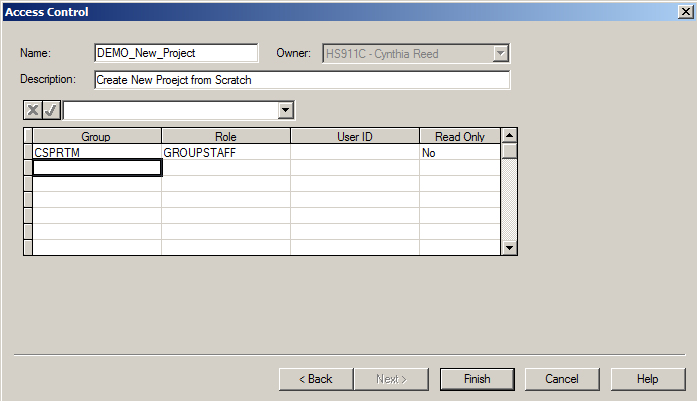 Access Control
Name: DEMO_New_Project Owner: HS911C - Cynthia Reed
Description: Create New Proejct from Scratch
Group Role User ID Read Only
CSPRTM GROUPSTAFF No
< Back Next > Finish Cancel Help